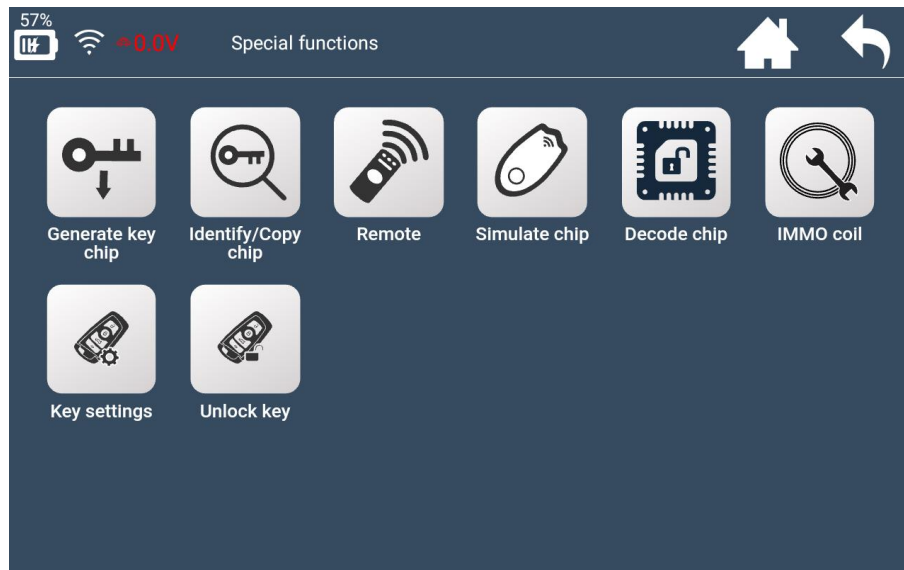 57%
0.0V
Special functions
Generate key
chip
Identify/Copy
chip
Remote
Simulate chip
Decode chip
IMMO coil
Key settings
Unlock key